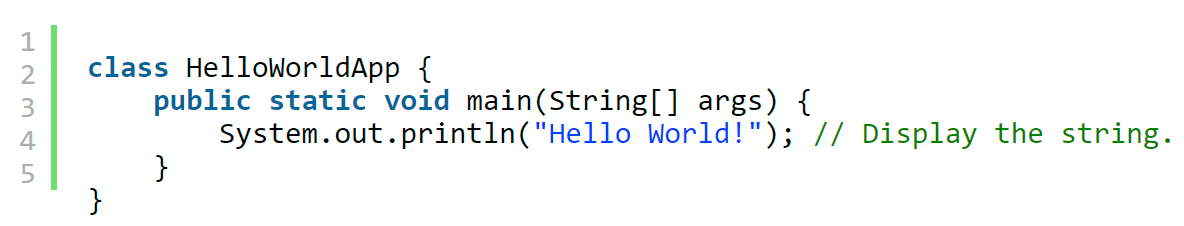 1
2 class HelloWorldApp {
3     public static void main(String[] args) {
4         System.out.println("Hello World!"); // Display the string.
5     }
}